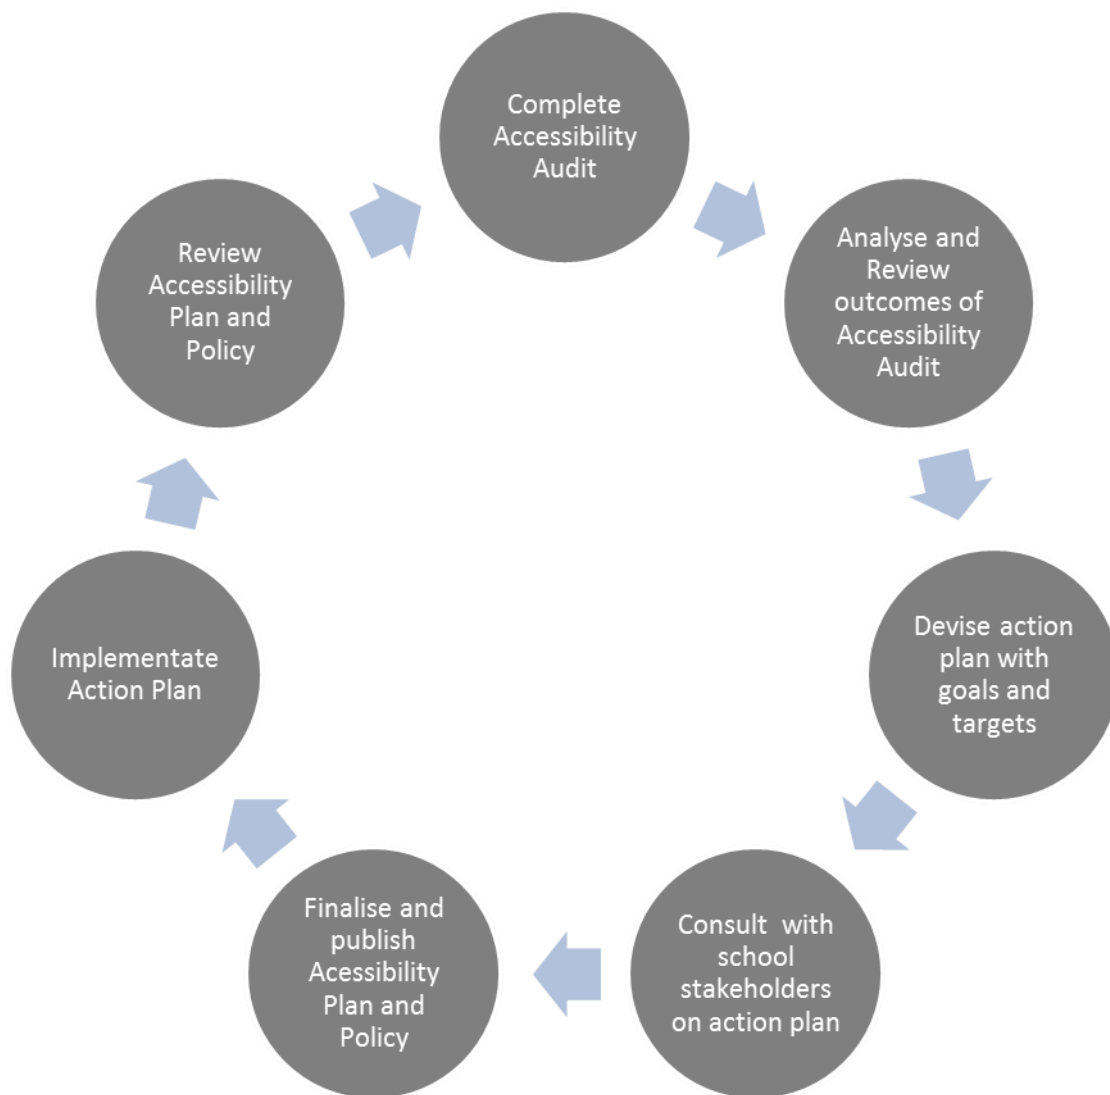 Complete
Accessibility
Audit
Analyse and
Review
outcomes of
Accessibility
Audit
Devise action
plan with
goals and
targets
Consult with
school
stakeholders
on action plan
Finalise and
publish
Acessibility
Plan and
Policy
Implementate
Action Plan
Review
Accessibility
Plan and
Policy